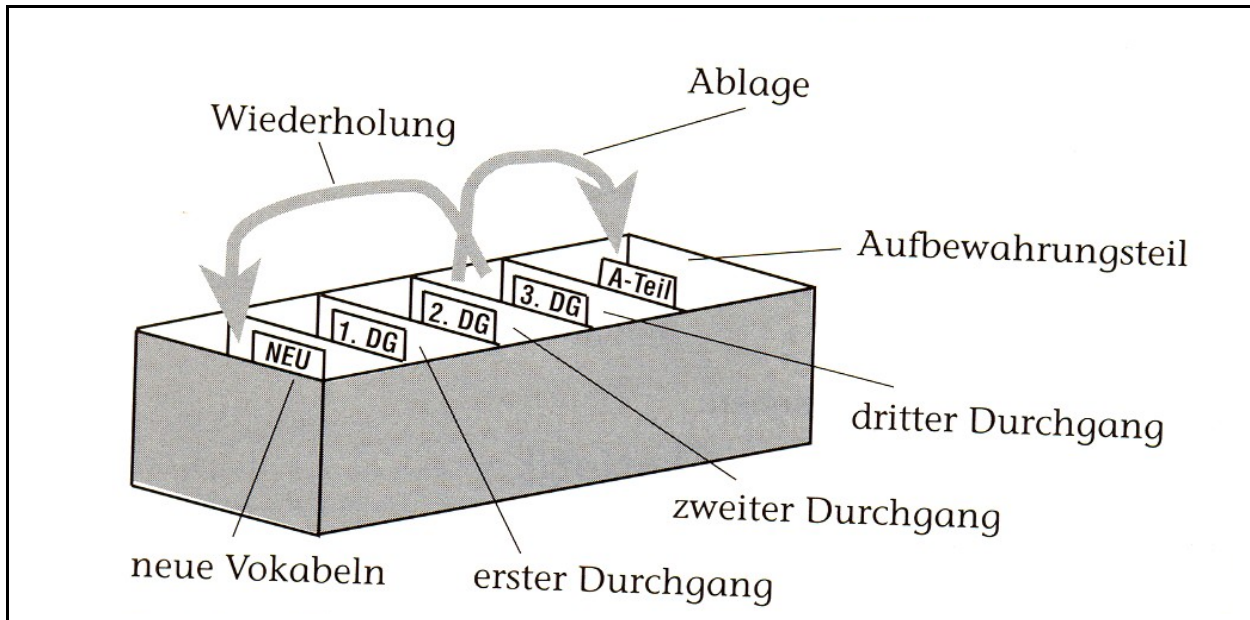 Ablage
Wiederholung
Aufbewahrungsteil
A-Teil
3. DG
2. DG
1. DG
NEU
dritter Durchgang
zweiter Durchgang
neue Vokabeln
erster Durchgang